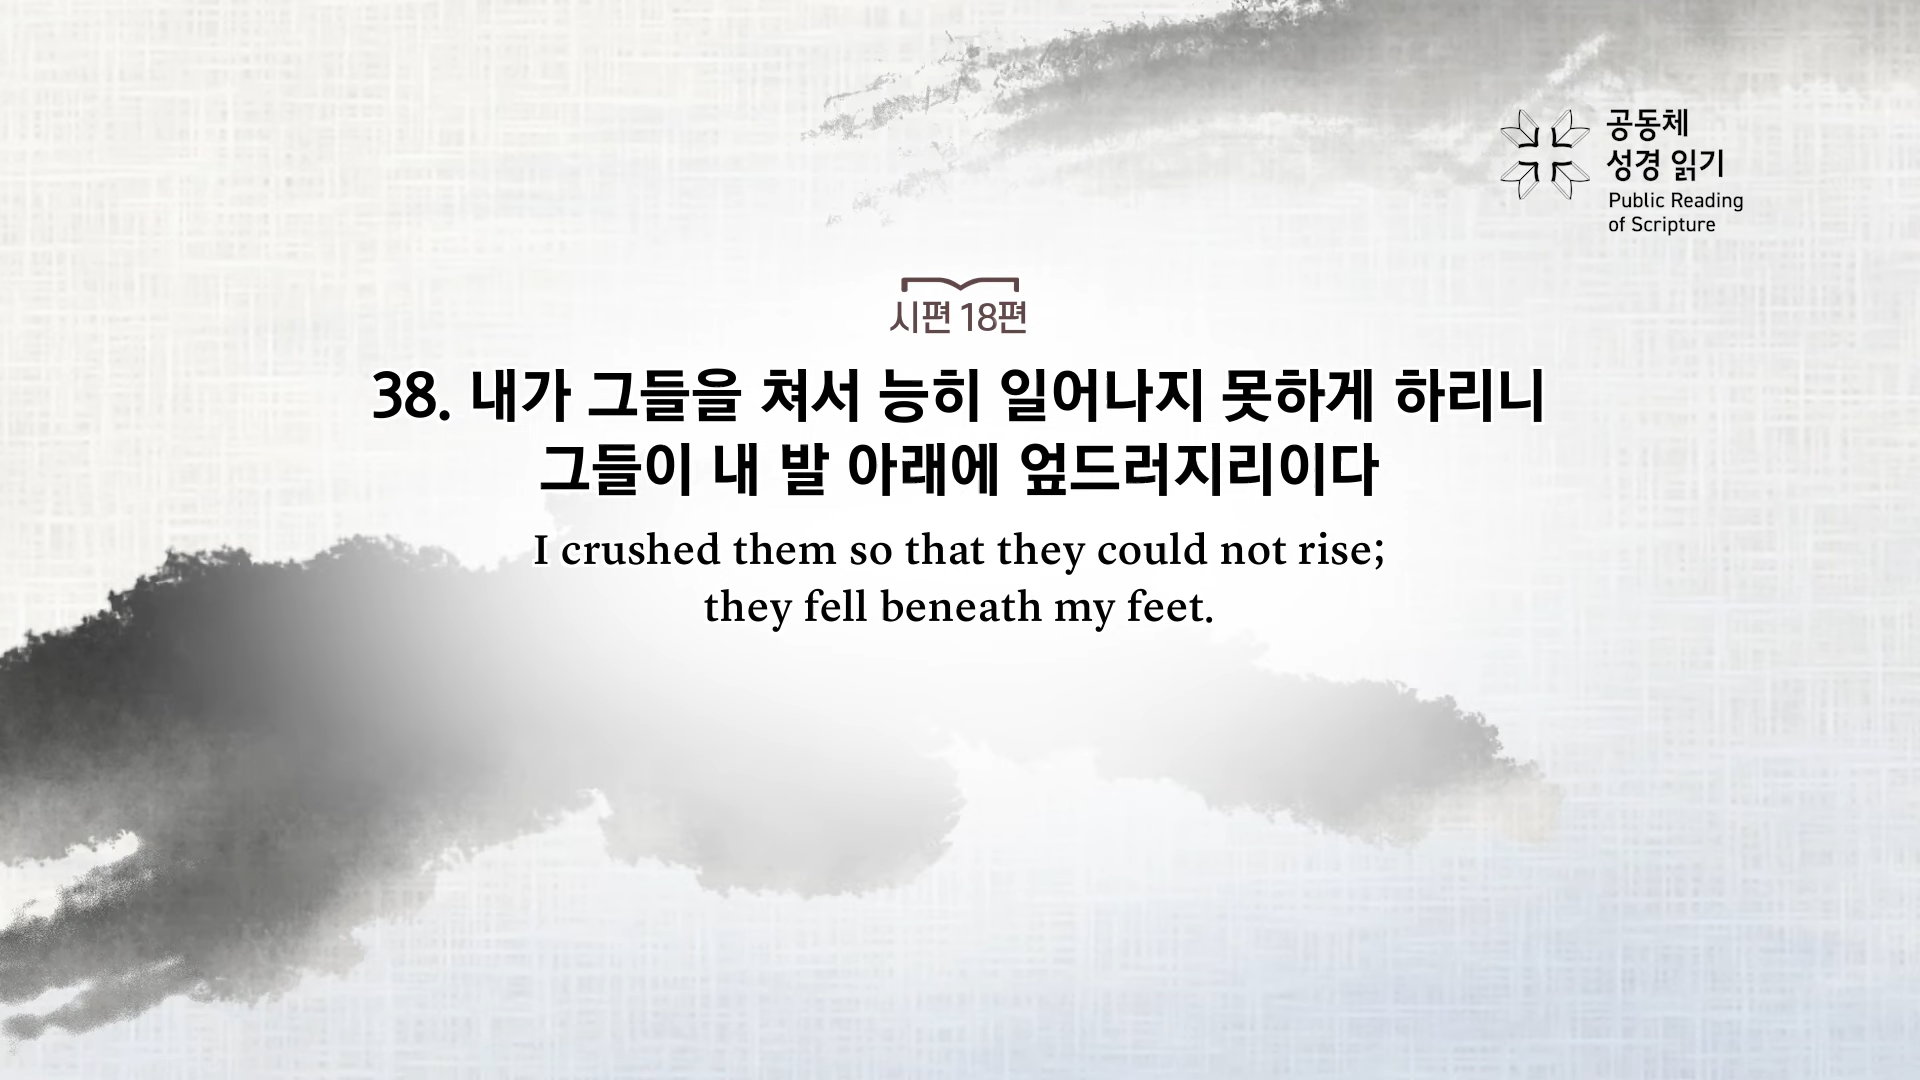 공동체
성경 읽기
Public Reading
of Scripture
시편 18편
38. 내가 그들을 쳐서 능히 일어나지 못하게 하리니
그들이 내 발 아래에 엎드러지리이다
I crushed them so that they could not rise;
they fell beneath my feet.